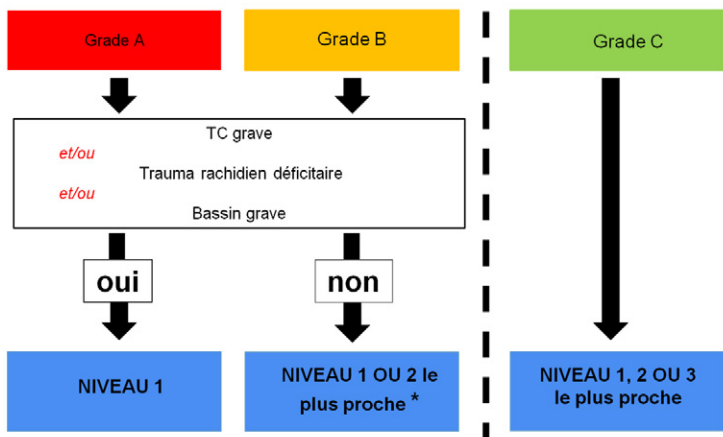 Grade A
Grade B
Grade C
TC grave
et/ou
Trauma rachidien déficitaire
et/ou
Bassin grave
oui
non
NIVEAU 1
NIVEAU 1 OU 2 le
plus proche *
NIVEAU 1, 2 OU 3
le plus proche